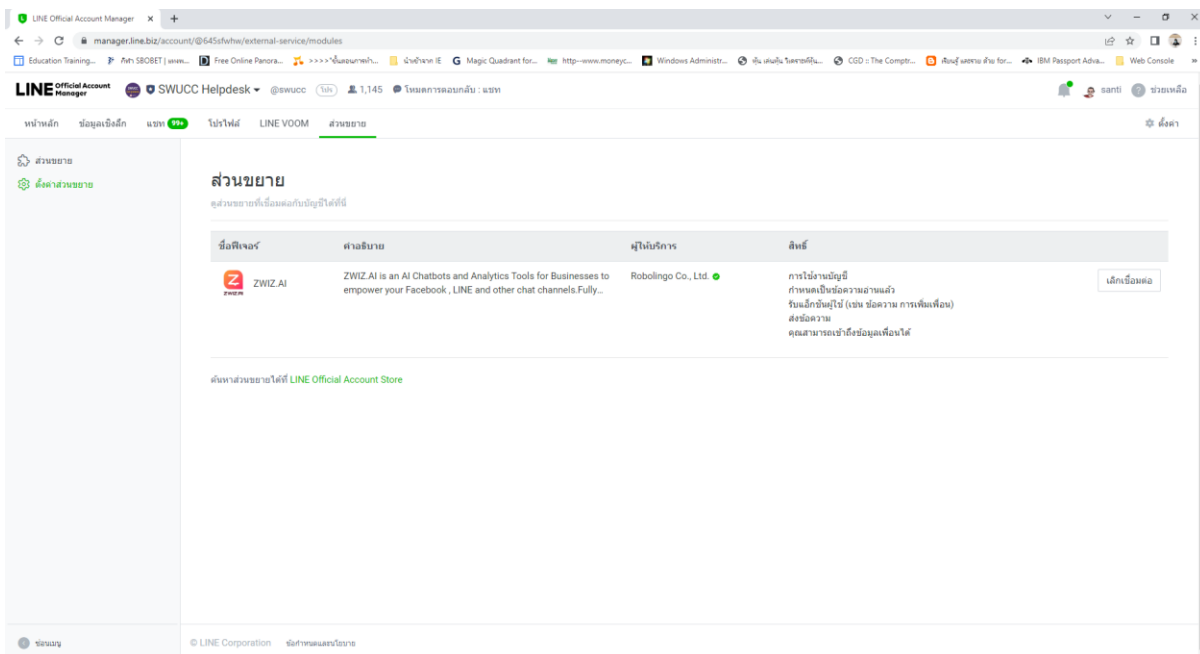 LINE Official Account Manager
manager.line.biz/account/@645sfwhw/external-service/modules
Education Training... กีฬา SBOBET | Free Online Panora... G Magic Quadrant for... http--www.moneyc... Windows Administr... CGD :: The Comptr... IBM Passport Adva... Web Console
LINE Official Account Manager SWUCC Helpdesk @swucc โปร 1,145 โหมดการตอบกลับ : แชท santi ช่วยเหลือ
หน้าหลัก ข้อมูลเชิงลึก แชท 99+ โปรไฟล์ LINE VOOM ส่วนขยาย ตั้งค่า
ส่วนขยาย
ตั้งค่าส่วนขยาย
ส่วนขยาย
ดูส่วนขยายที่เชื่อมต่อกับบัญชีได้ที่นี่
ชื่อฟีเจอร์ คำอธิบาย ผู้ให้บริการ สิทธิ์
ZWIZ.AI ZWIZ.AI is an AI Chatbots and Analytics Tools for Businesses to Robolingo Co., Ltd. การใช้งานบัญชี เลิกเชื่อมต่อ
empower your Facebook , LINE and other chat channels.Fully... กำหนดเป็นข้อความอ่านแล้ว
รับแอ็กชันผู้ใช้ (เช่น ข้อความ การเพิ่มเพื่อน)
ส่งข้อความ
คุณสามารถเข้าถึงข้อมูลเพื่อนได้
ค้นหาส่วนขยายได้ที่ LINE Official Account Store
ซ่อนเมนู © LINE Corporation ข้อกำหนดและนโยบาย